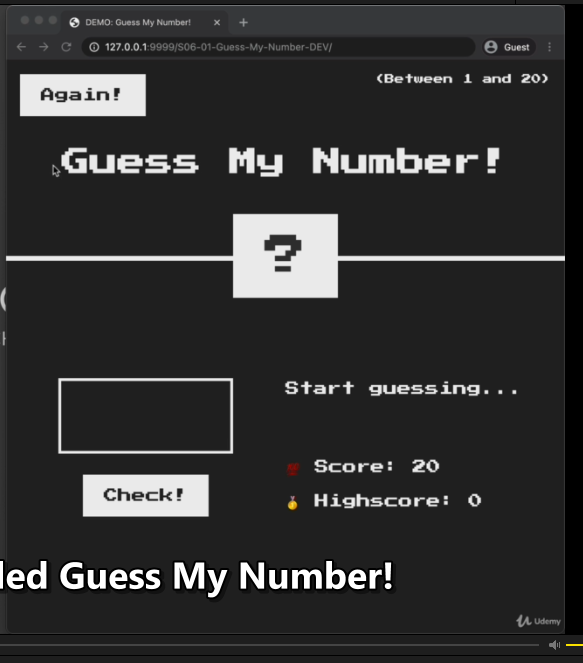 DEMO: Guess My Number!
127.0.0.1:9999/S06-01-Guess-My-Number-DEV/
Guest
Again!
(Between 1 and 20)
Guess My Number!
?
Start guessing...
Score: 20
Check!
Highscore: 0
Guess My Number!
Udemy